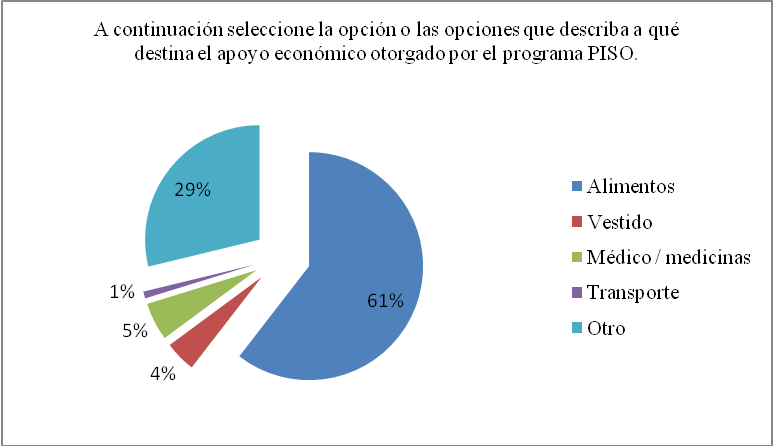 A continuación seleccione la opción o las opciones que describa a qué
destina el apoyo económico otorgado por el programa PISO.
29%
61%
1%
5%
4%
Alimentos
Vestido
Médico / medicinas
Transporte
Otro